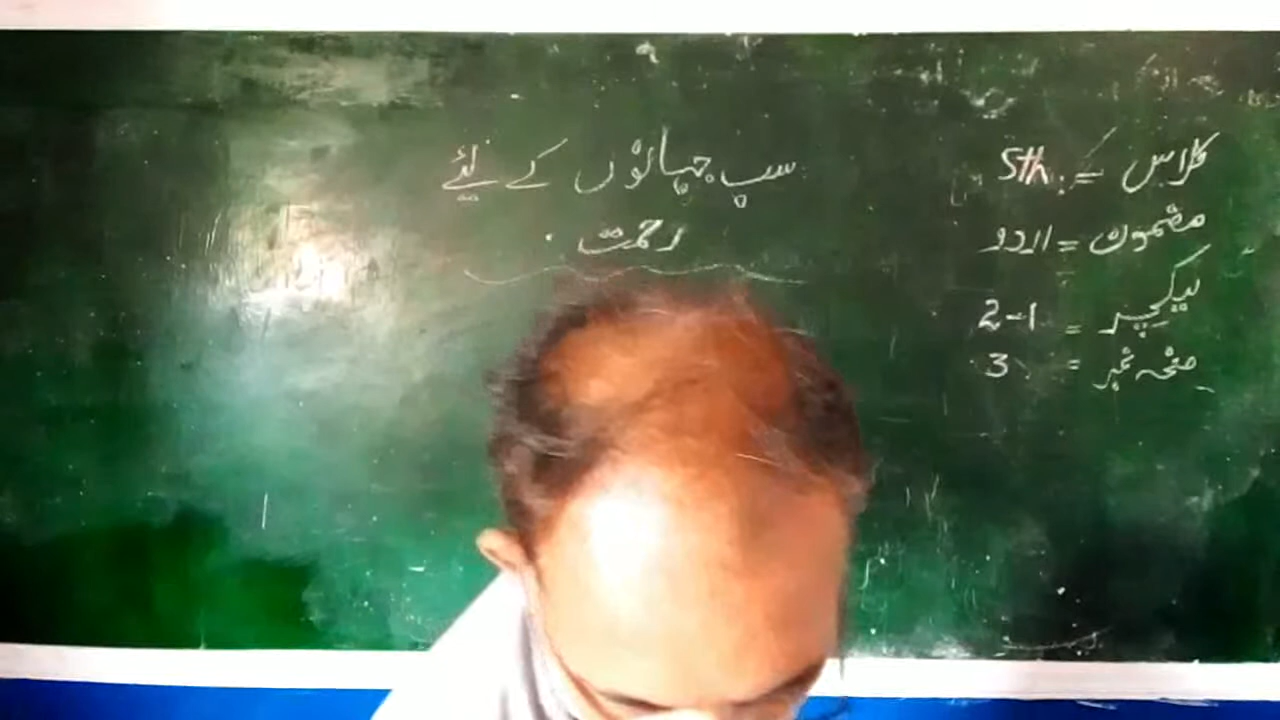 سب جہانوں کے لئے
رحمت
کلاس = 5th
مضمون = اردو
لیکچر = 1-2
صفحہ نمبر = 3